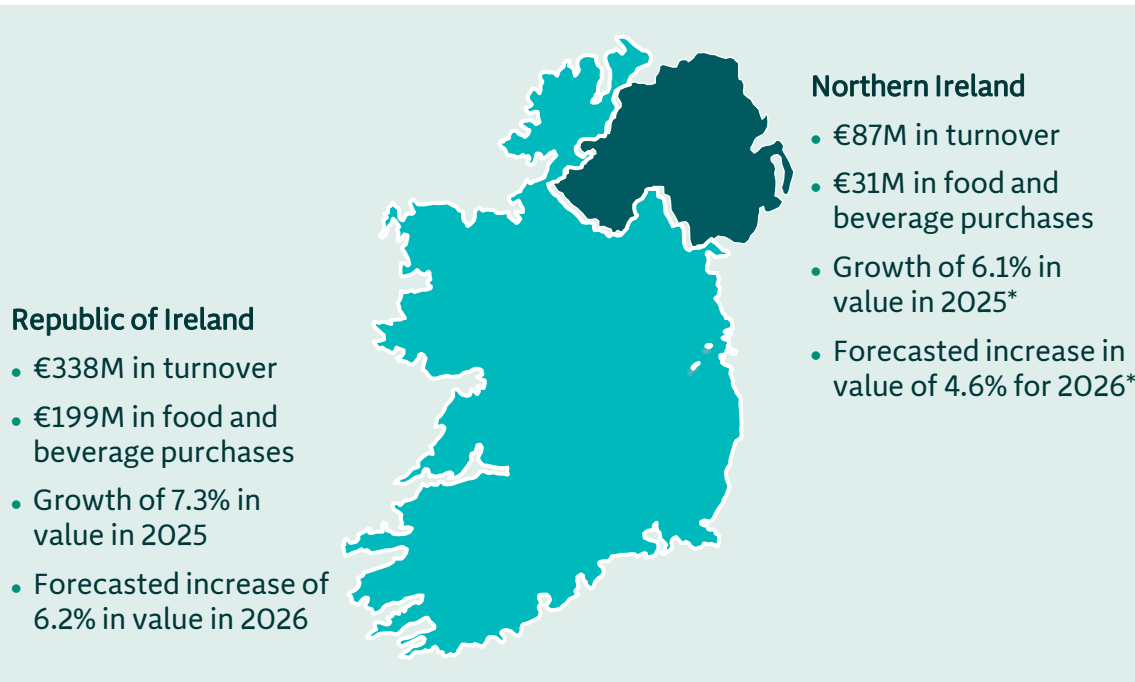 Northern Ireland
• €87M in turnover
• €31M in food and
beverage purchases
• Growth of 6.1% in
value in 2025*
• Forecasted increase in
value of 4.6% for 2026*
Republic of Ireland
• €338M in turnover
• €199M in food and
beverage purchases
• Growth of 7.3% in
value in 2025
• Forecasted increase of
6.2% in value in 2026